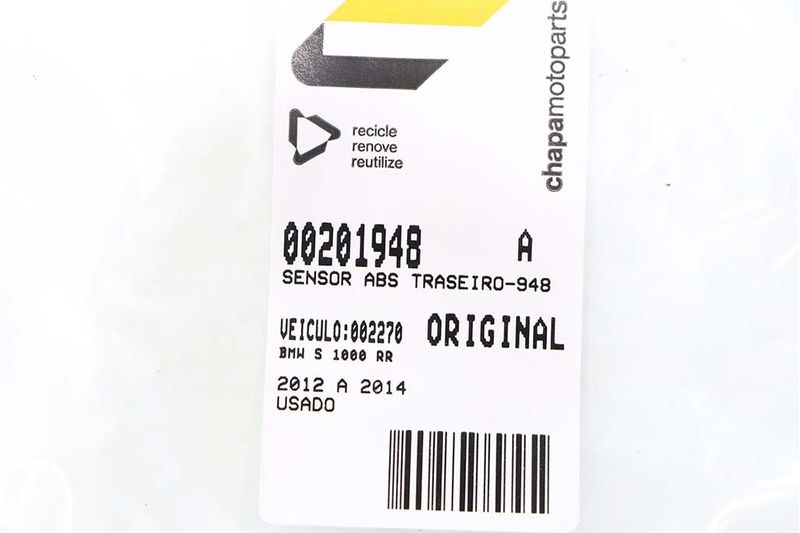 chapamotoparts
recicle
renove
reutilize
00201948 A
SENSOR ABS TRASEIRO-948
VEICULO:002270 ORIGINAL
BMW S 1000 RR
2012 A 2014
USADO